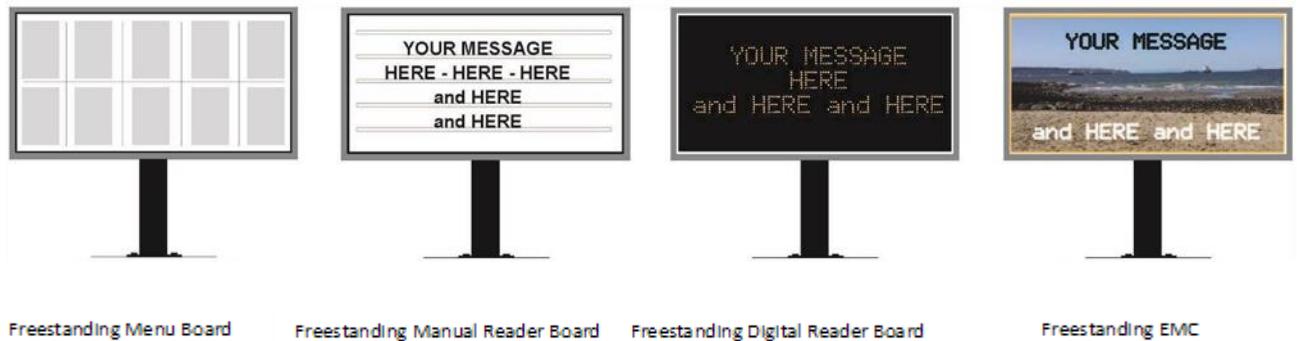 YOUR MESSAGE
HERE - HERE - HERE
and HERE
and HERE
YOUR MESSAGE
HERE
and HERE and HERE
YOUR MESSAGE
and HERE and HERE
Freestanding Menu Board
Freestanding Manual Reader Board
Freestanding Digital Reader Board
Freestanding EMC